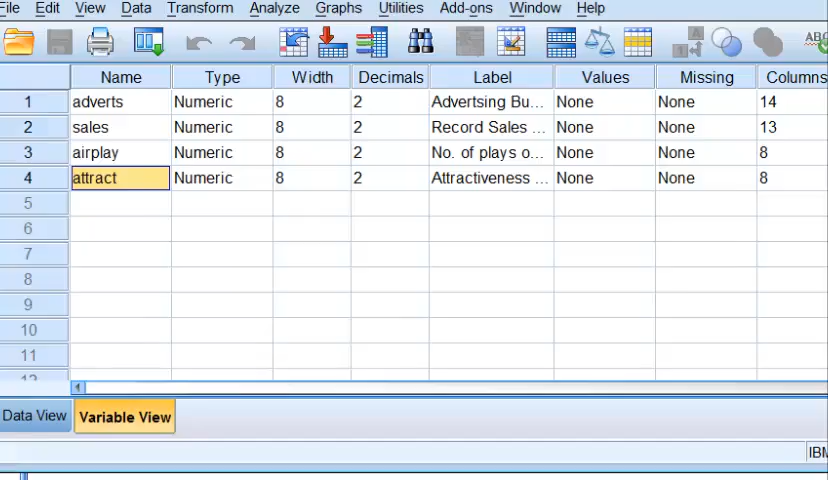 File Edit View Data Transform Analyze Graphs Utilities Add-ons Window Help
Name Type Width Decimals Label Values Missing Columns
1 adverts Numeric 8 2 Advertsing Bu... None None 14
2 sales Numeric 8 2 Record Sales ... None None 13
3 airplay Numeric 8 2 No. of plays o... None None 8
4 attract Numeric 8 2 Attractiveness ... None None 8
5
6
7
8
9
10
11
12
Data View Variable View
IBM